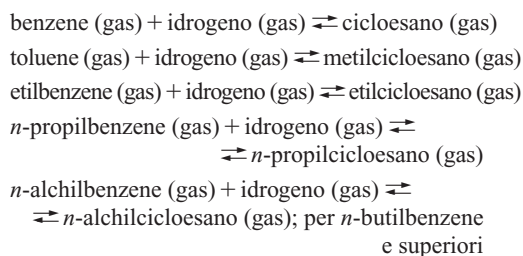 benzene (gas) + idrogeno (gas) ⇄ cicloesano (gas)
toluene (gas) + idrogeno (gas) ⇄ metilcicloesano (gas)
etilbenzene (gas) + idrogeno (gas) ⇄ etilcicloesano (gas)
n-propilbenzene (gas) + idrogeno (gas) ⇄
⇄ n-propilcicloesano (gas)
n-alchilbenzene (gas) + idrogeno (gas) ⇄
⇄ n-alchilcicloesano (gas); per n-butilbenzene
e superiori